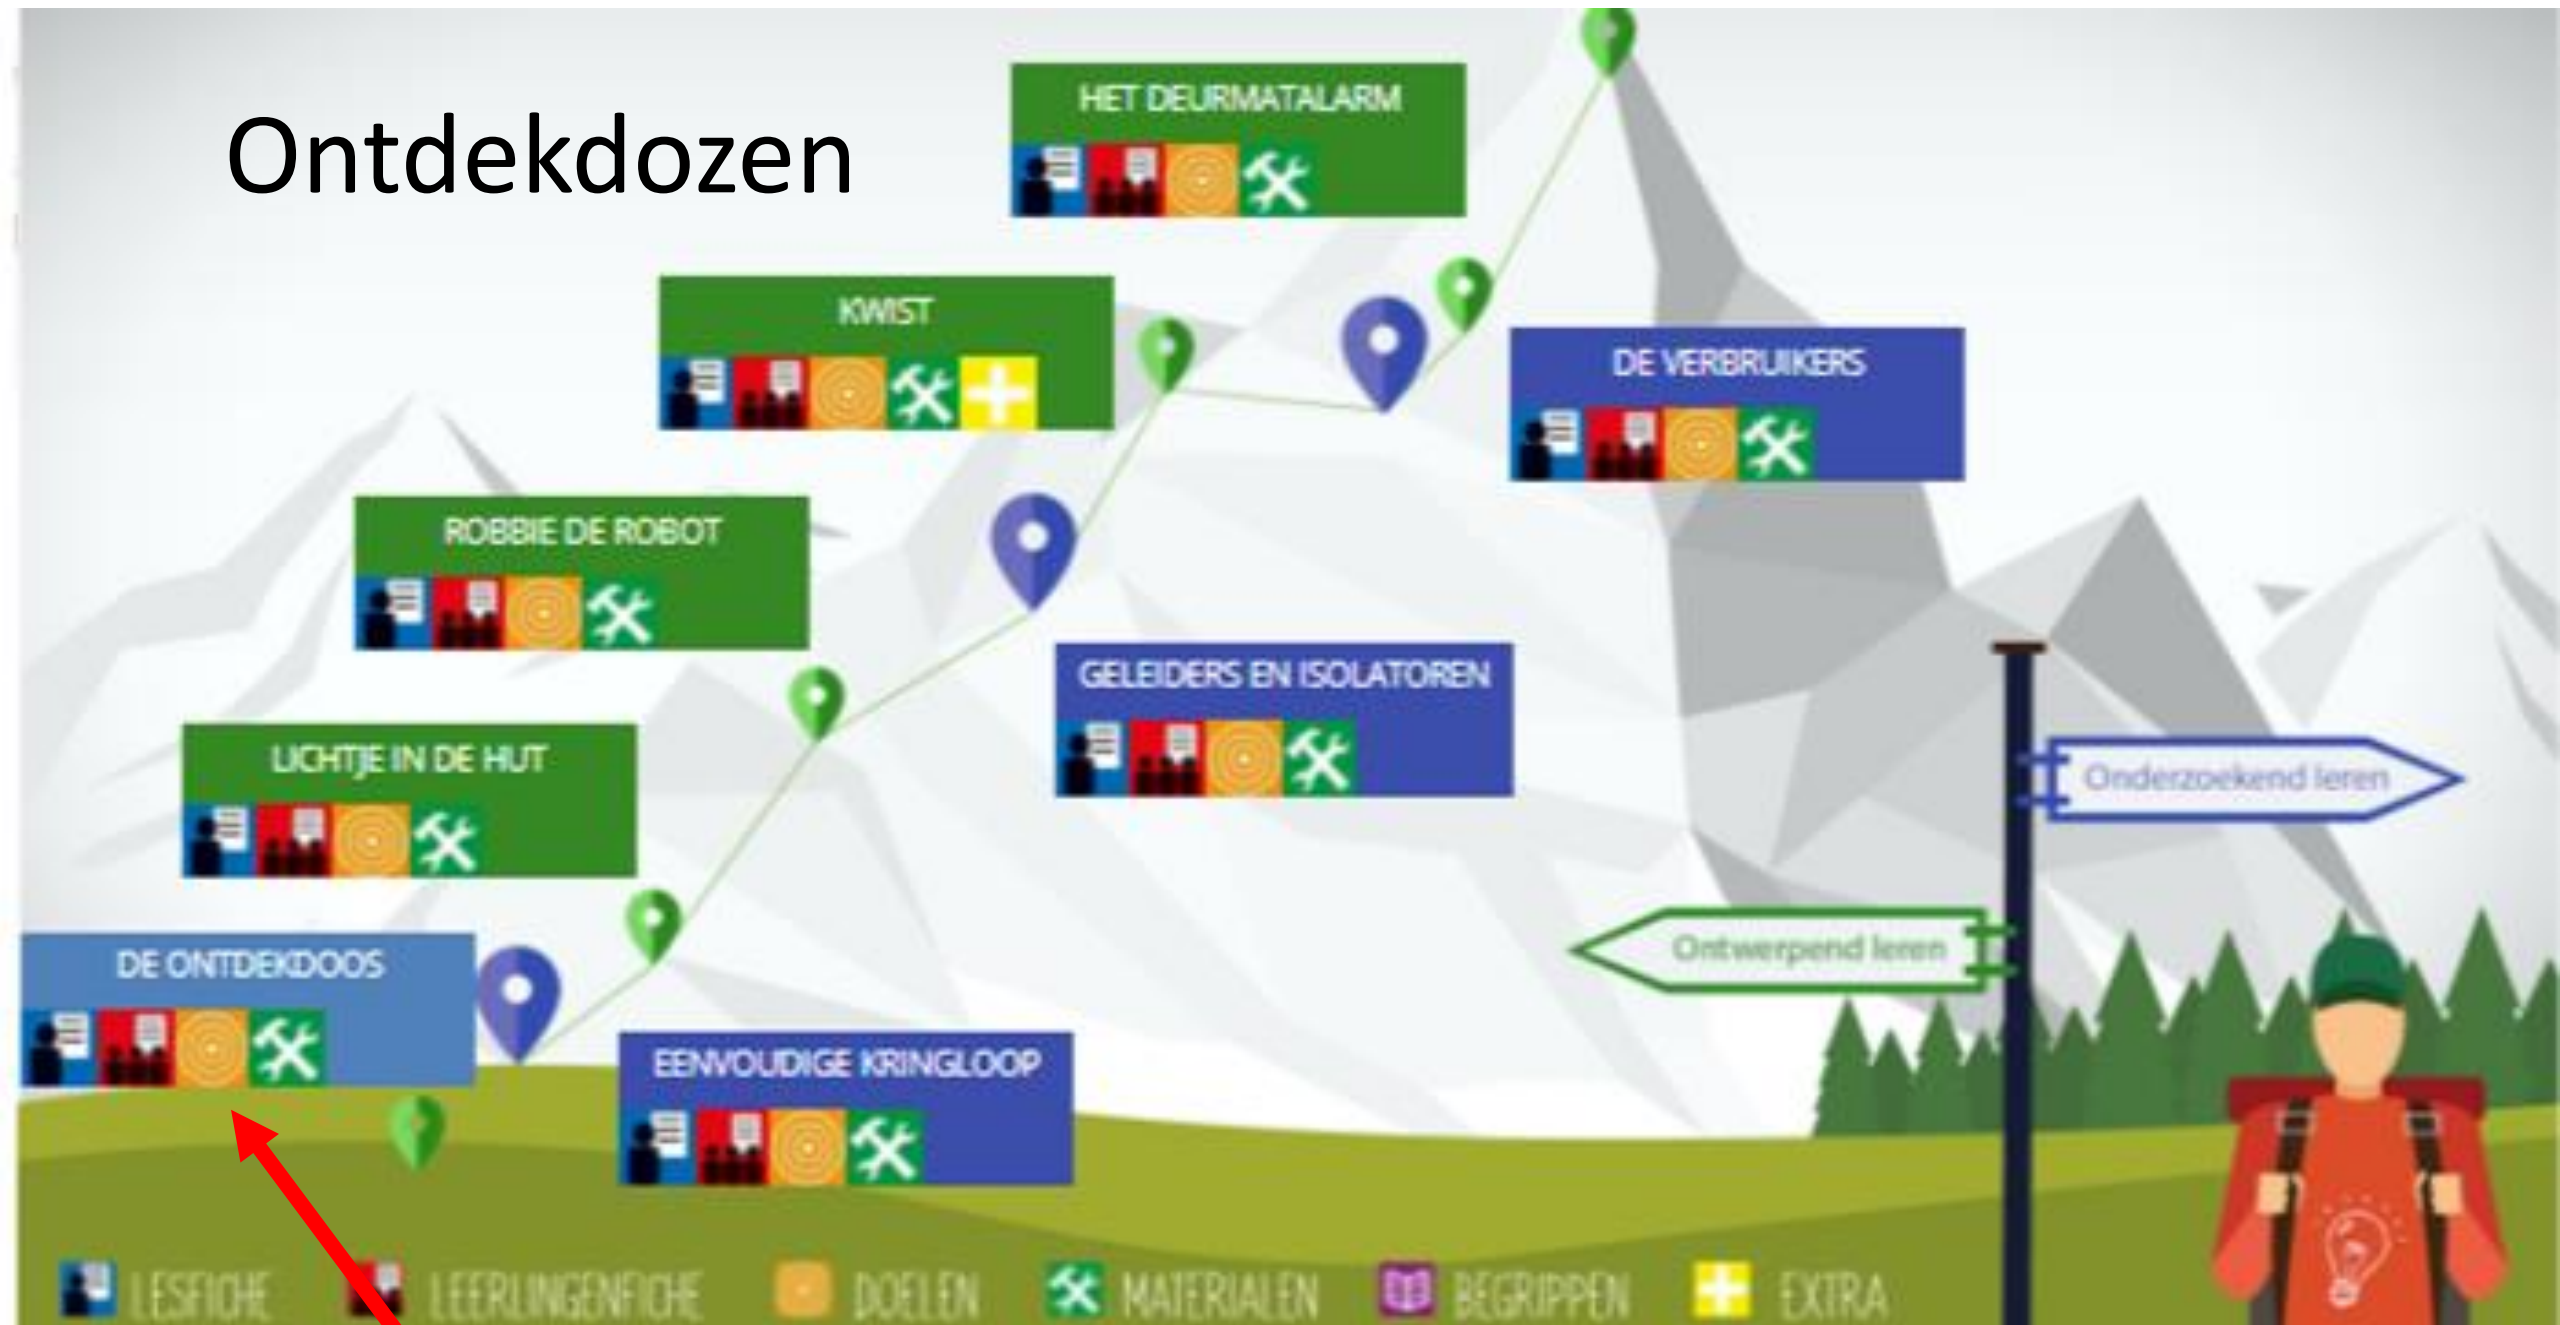 Ontdekdozen
HET DEURMATALARM
KWIST
DE VERBRUIKERS
ROBBIE DE ROBOT
GELEIDERS EN ISOLATOREN
LICHTJE IN DE HUT
Onderzoekend leren
Ontwerpend leren
DE ONTDEKDOOS
EENVOUDIGE KRINGLOOP
LESFICHE LEERLINGENFICHE DOELEN MATERIALEN BEGRIPPEN EXTRA